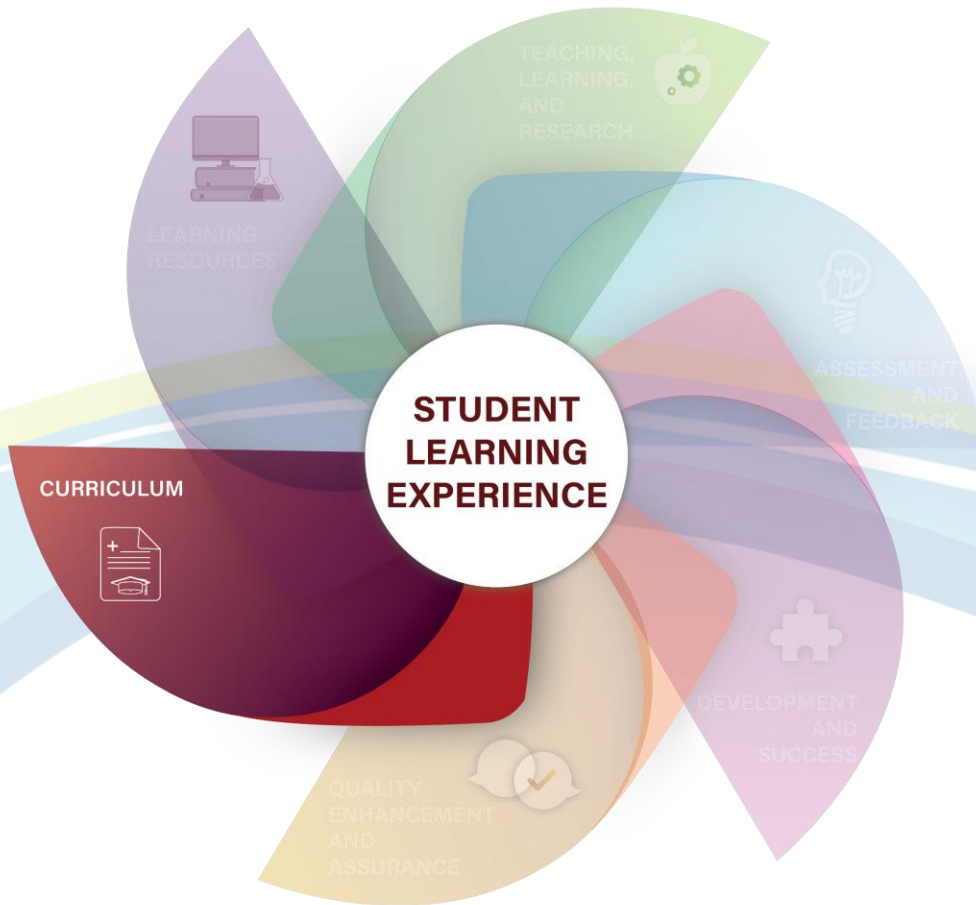 TEACHING,
LEARNING,
AND
RESEARCH
LEARNING
RESOURCES
ASSESSMENT
AND
FEEDBACK
STUDENT
LEARNING
EXPERIENCE
CURRICULUM
DEVELOPMENT
AND
SUCCESS
QUALITY
ENHANCEMENT
AND
ASSURANCE